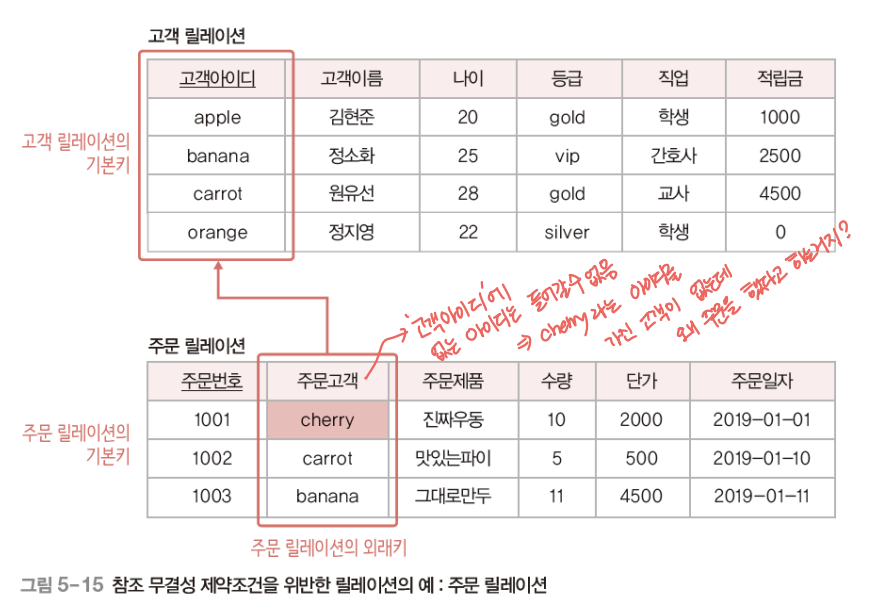 고객 릴레이션
고객아이디 고객이름 나이 등급 직업 적립금
apple 김현준 20 gold 학생 1000
banana 정소화 25 vip 간호사 2500
carrot 원유선 28 gold 교사 4500
orange 정지영 22 silver 학생 0
고객 릴레이션의
기본키
→ '고객아이디'에
없는 아이디는 들어갈 수 없음
⇒ cherry 라는 아이디를
가진 고객이 없는데
왜 주문을 했다고 하는거지?
주문 릴레이션
주문번호 주문고객 주문제품 수량 단가 주문일자
1001 cherry 진짜우동 10 2000 2019-01-01
1002 carrot 맛있는파이 5 500 2019-01-10
1003 banana 그대로만두 11 4500 2019-01-11
주문 릴레이션의
기본키
주문 릴레이션의 외래키
그림 5-15 참조 무결성 제약조건을 위반한 릴레이션의 예 : 주문 릴레이션